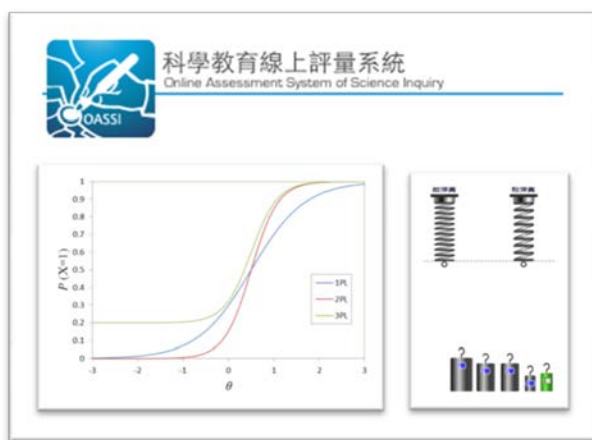 科學教育線上評量系統
Online Assessment System of Science Inquiry
OASSI
1
0.9
0.8
0.7
0.6
0.5
0.4
0.3
0.2
0.1
0
P (X=1)
-3
-2
-1
0
1
2
3
θ
1PL
2PL
3PL